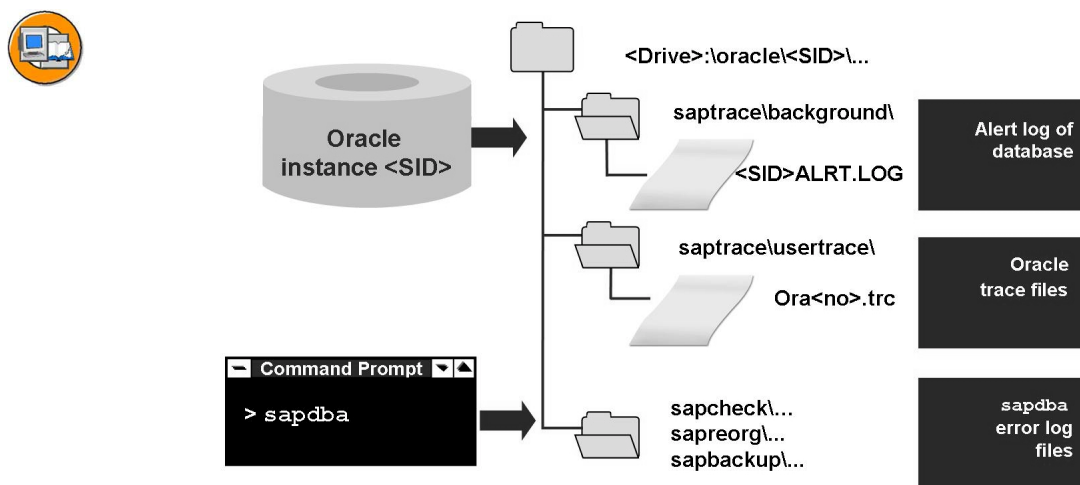 <Drive>:\oracle\<SID>\...
Oracle
instance <SID>
saptrace\background\
<SID>ALRT.LOG
Alert log of
database
saptrace\usertrace\
Ora<no>.trc
Oracle
trace files
Command Prompt
> sapdba
sapcheck\...
sapreorg\...
sapbackup\...
sapdba
error log
files